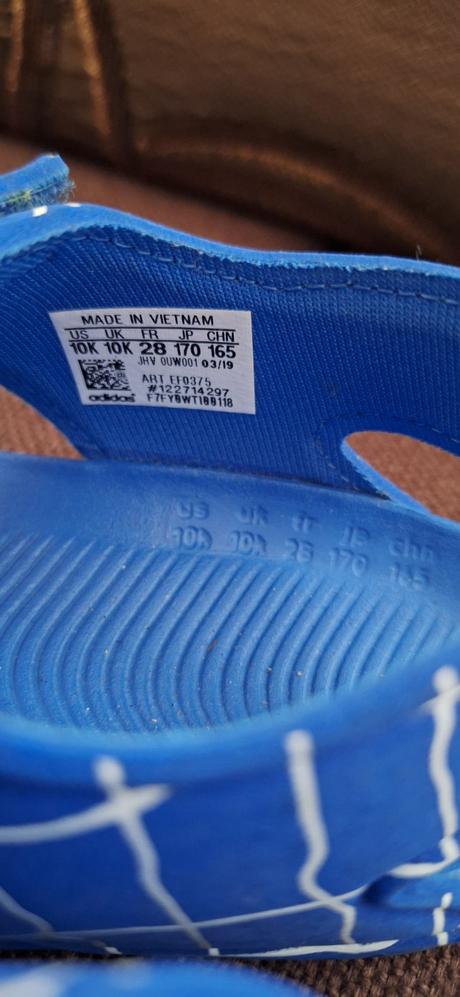 MADE IN VIETNAM
US UK FR JP CHN
10K 10K 28 170 165
JHV 0UW001 03/19
ART EF0375
#122714297
adidas F7FYBWTIBB118
us uk fr jp chn
10k 10k 28 170 165